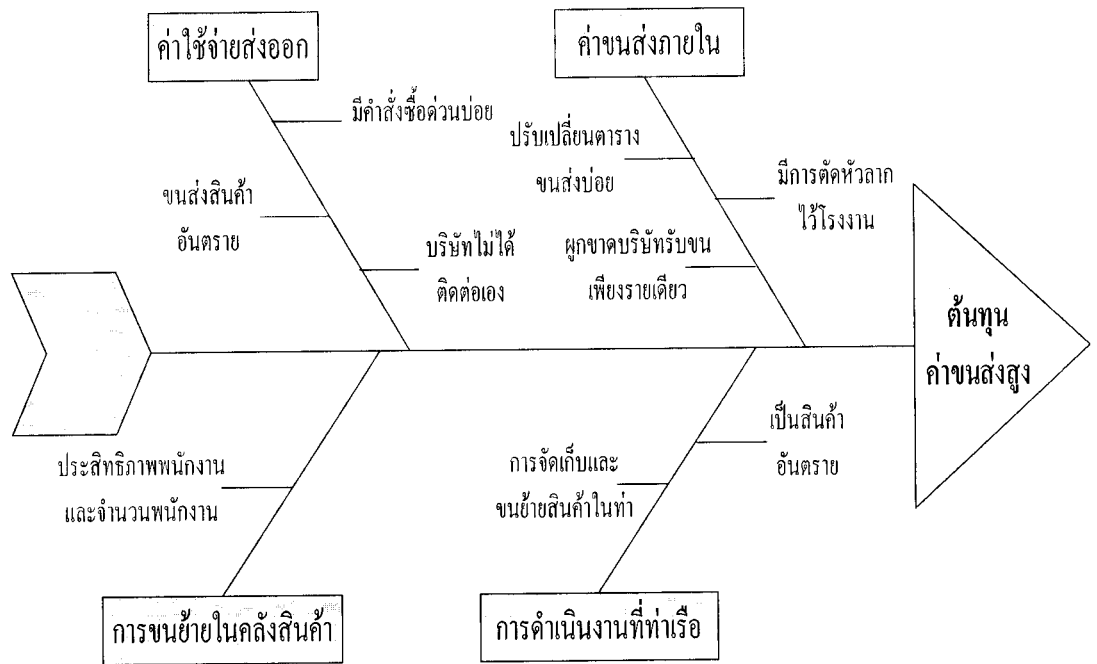 ค่าใช้จ่ายส่งออก
ค่าขนส่งภายใน
มีคำสั่งซื้อด่วนบ่อย
ขนส่งสินค้า
อันตราย
บริษัทไม่ได้
ติดต่อเอง
ปรับเปลี่ยนตาราง
ขนส่งบ่อย
มีการตัดหัวลาก
ไว้โรงงาน
ผูกขาดบริษัทรับขน
เพียงรายเดียว
ต้นทุน
ค่าขนส่งสูง
ประสิทธิภาพพนักงาน
และจำนวนพนักงาน
การจัดเก็บและ
ขนย้ายสินค้าในท่า
เป็นสินค้า
อันตราย
การขนย้ายในคลังสินค้า
การดำเนินงานที่ท่าเรือ